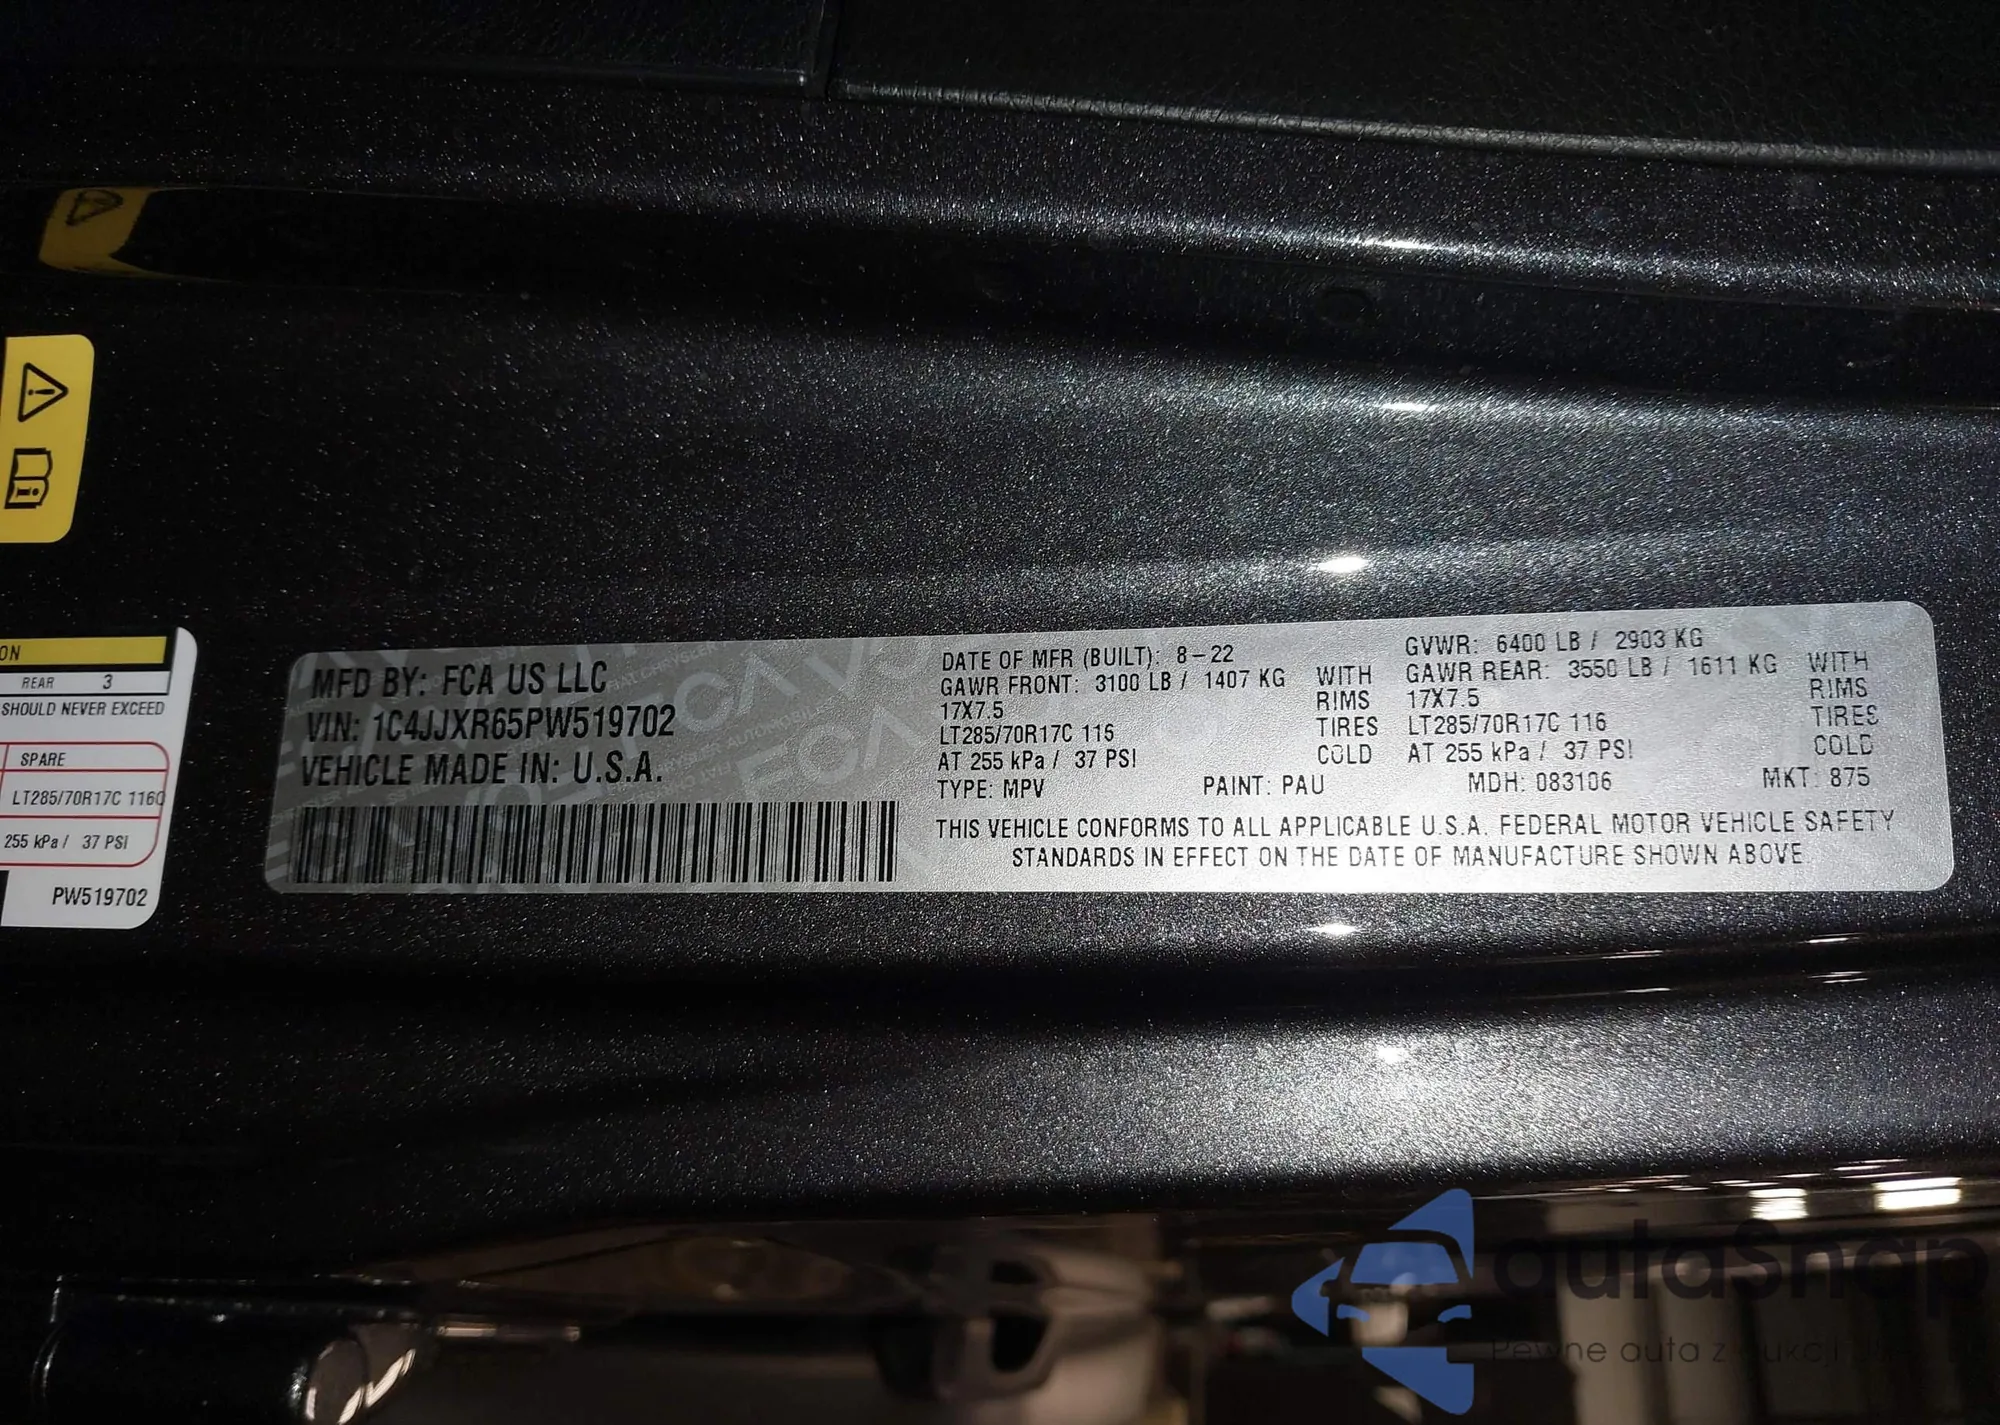 ON
REAR 3
SHOULD NEVER EXCEED
SPARE
LT285/70R17C 116Q
255 kPa / 37 PSI
PW519702
MFD BY: FCA US LLC
VIN: 1C4JJXR65PW519702
VEHICLE MADE IN: U.S.A.
DATE OF MFR (BUILT): 8-22
GAWR FRONT: 3100 LB / 1407 KG WITH
17X7.5 RIMS
LT285/70R17C 116 TIRES
AT 255 kPa / 37 PSI COLD
GVWR: 6400 LB / 2903 KG
GAWR REAR: 3550 LB / 1611 KG WITH
17X7.5 RIMS
LT285/70R17C 116 TIRES
AT 255 kPa / 37 PSI COLD
TYPE: MPV PAINT: PAU MDH: 083106 MKT: 875
THIS VEHICLE CONFORMS TO ALL APPLICABLE U.S.A. FEDERAL MOTOR VEHICLE SAFETY
STANDARDS IN EFFECT ON THE DATE OF MANUFACTURE SHOWN ABOVE.
autaSnap
Pewne auta z aukcji